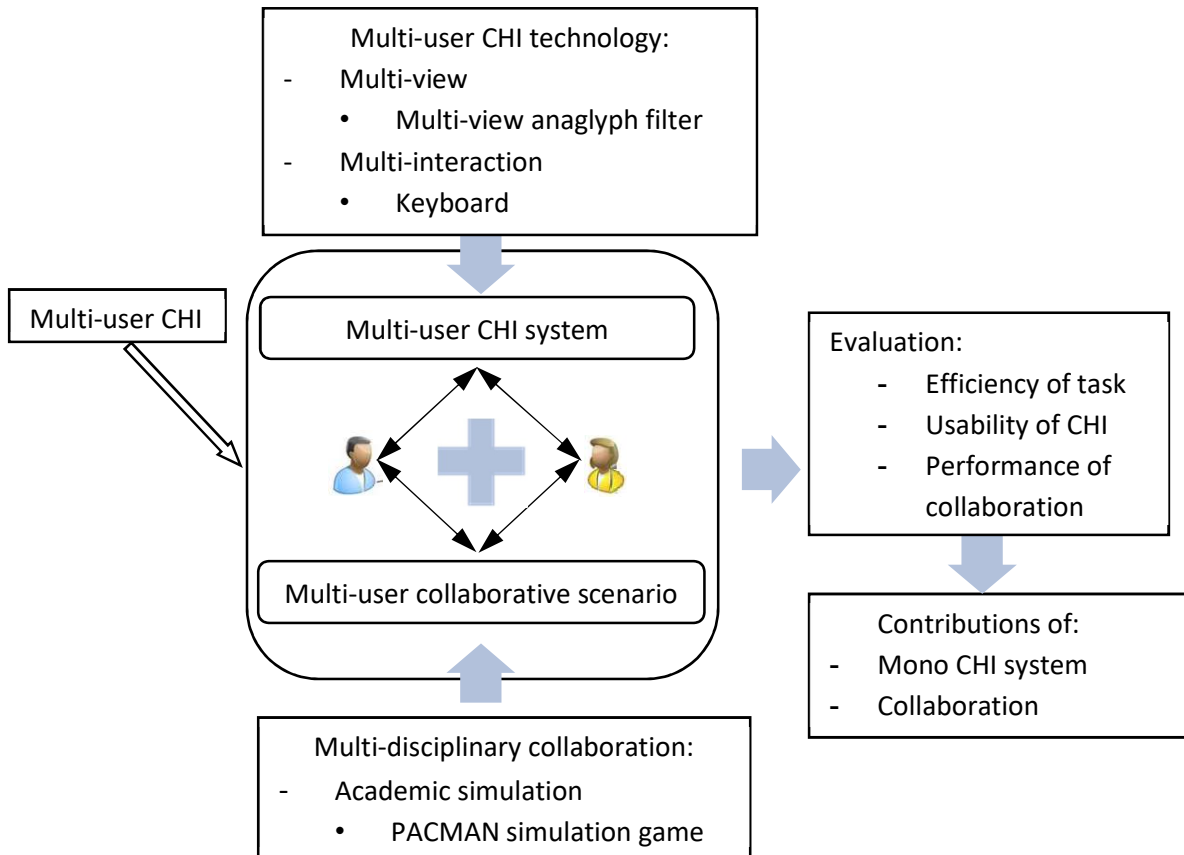 Multi-user CHI technology:
- Multi-view
• Multi-view anaglyph filter
- Multi-interaction
• Keyboard
Multi-user CHI
Multi-user CHI system
Multi-user collaborative scenario
Evaluation:
- Efficiency of task
- Usability of CHI
- Performance of
collaboration
Contributions of:
- Mono CHI system
- Collaboration
Multi-disciplinary collaboration:
- Academic simulation
• PACMAN simulation game